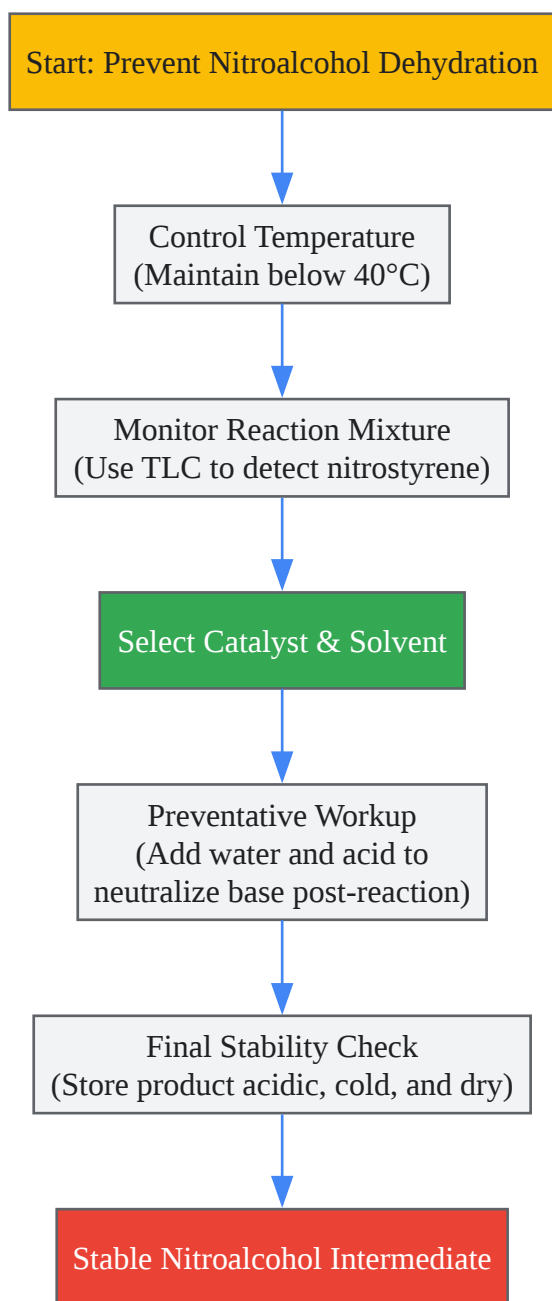 Start: Prevent Nitroalcohol Dehydration
Control Temperature
(Maintain below 40°C)
Monitor Reaction Mixture
(Use TLC to detect nitrostyrene)
Select Catalyst & Solvent
Preventative Workup
(Add water and acid to
neutralize base post-reaction)
Final Stability Check
(Store product acidic, cold, and dry)
Stable Nitroalcohol Intermediate